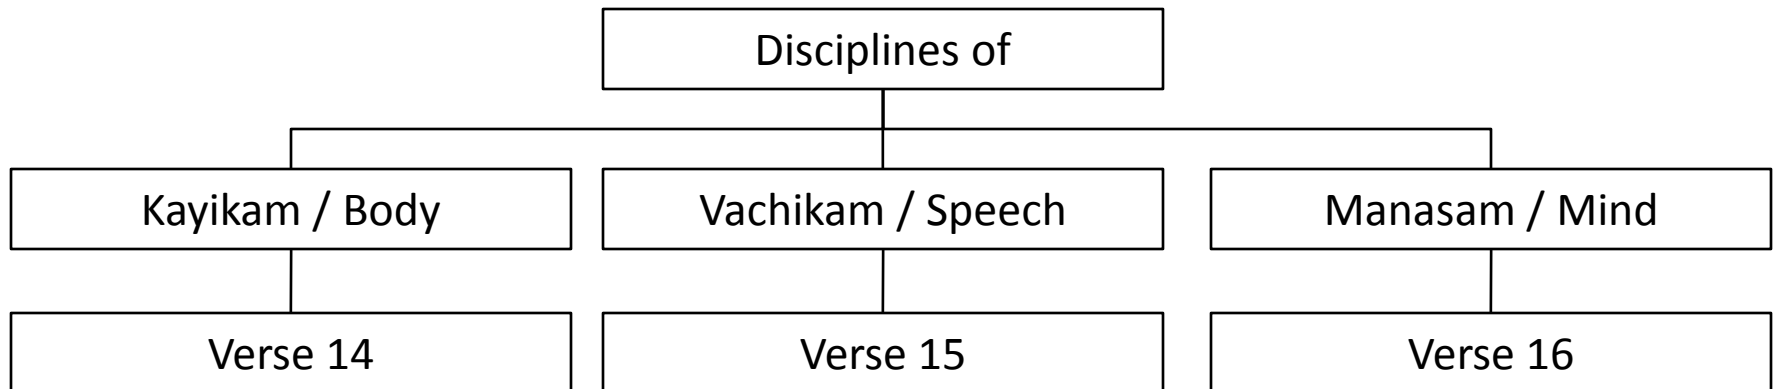 Disciplines of
Kayikam / Body
Vachikam / Speech
Manasam / Mind
Verse 14
Verse 15
Verse 16